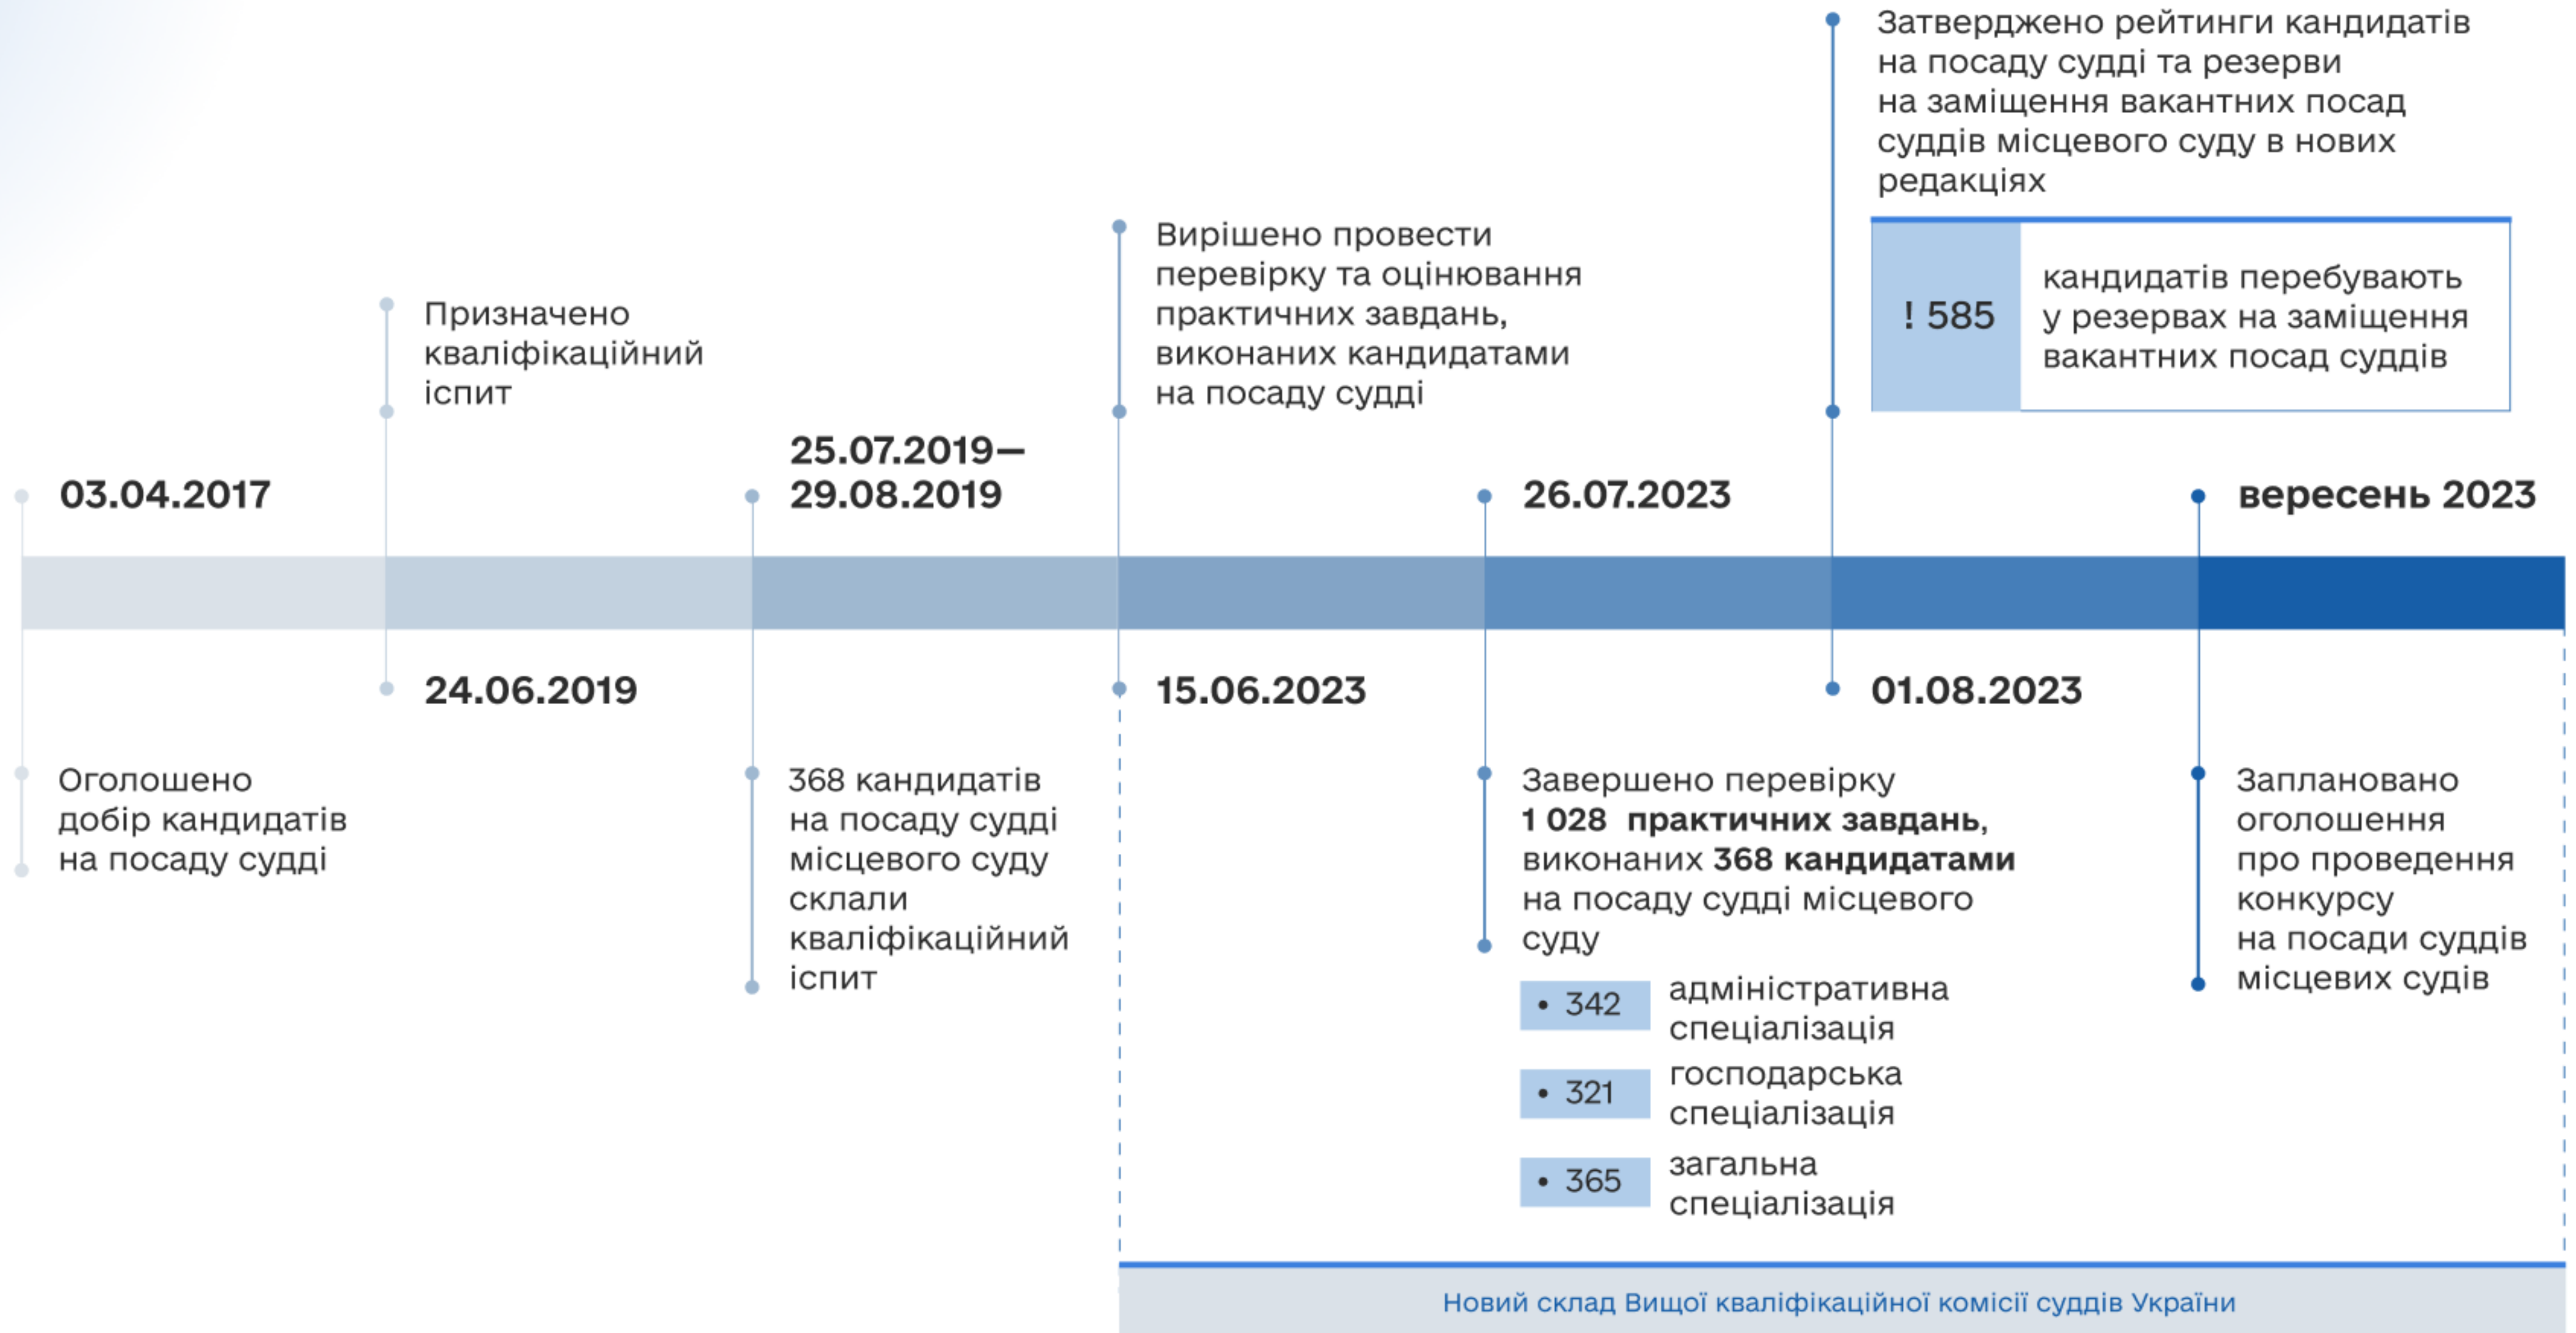 03.04.2017
Оголошено
добір кандидатів
на посаду судді
Призначено
кваліфікаційний
іспит
24.06.2019
25.07.2019—
29.08.2019
368 кандидатів
на посаду судді
місцевого суду
склали
кваліфікаційний
іспит
Вирішено провести
перевірку та оцінювання
практичних завдань,
виконаних кандидатами
на посаду судді
15.06.2023
26.07.2023
Завершено перевірку
1 028 практичних завдань,
виконаних 368 кандидатами
на посаду судді місцевого
суду
• 342
адміністративна
спеціалізація
• 321
господарська
спеціалізація
• 365
загальна
спеціалізація
Затверджено рейтинги кандидатів
на посаду судді та резерви
на заміщення вакантних посад
суддів місцевого суду в нових
редакціях
! 585
кандидатів перебувають
у резервах на заміщення
вакантних посад суддів
01.08.2023
вересень 2023
Заплановано
оголошення
про проведення
конкурсу
на посади суддів
місцевих судів
Новий склад Вищої кваліфікаційної комісії суддів України